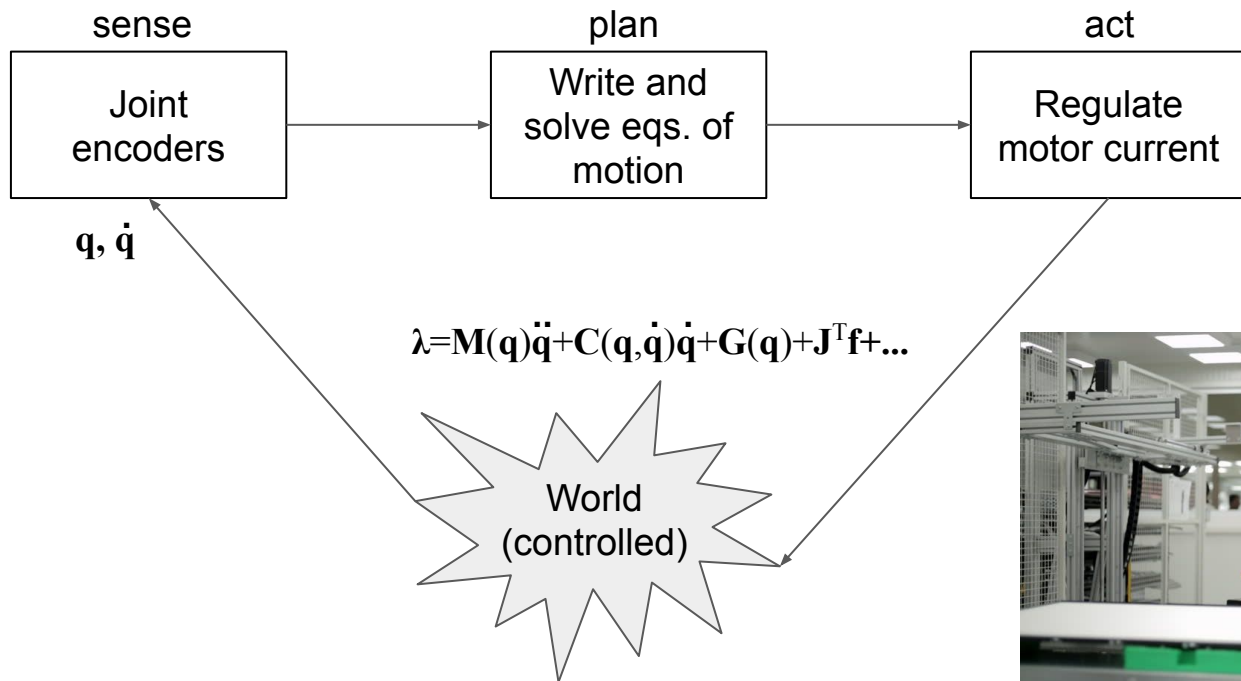 sense
plan
act
Joint
encoders
Write and
solve eqs. of
motion
Regulate
motor current
q, q̇
λ=M(q)q̈+C(q,q̇)q̇+G(q)+Jᵀf+...
World
(controlled)